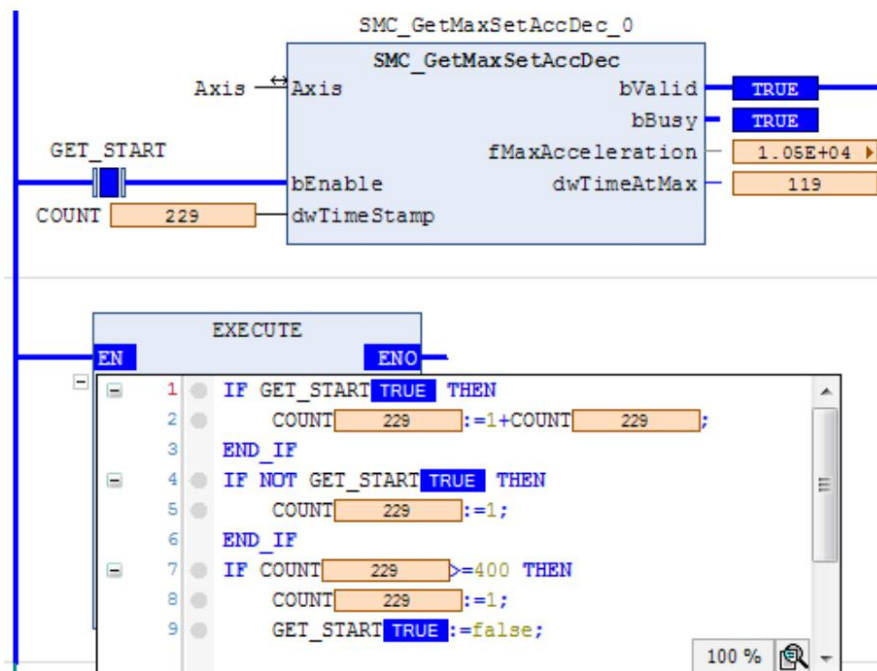 SMC_GetMaxSetAccDec_0
SMC_GetMaxSetAccDec
Axis Axis bValid TRUE
bBusy TRUE
GET_START fMaxAcceleration 1.05E+04
bEnable dwTimeAtMax 119
COUNT 229 dwTimeStamp
EXECUTE
EN ENO
1 IF GET_START TRUE THEN
2 COUNT 229 :=1+COUNT 229 ;
3 END_IF
4 IF NOT GET_START TRUE THEN
5 COUNT 229 :=1;
6 END_IF
7 IF COUNT 229 >=400 THEN
8 COUNT 229 :=1;
9 GET_START TRUE :=false;
100 %